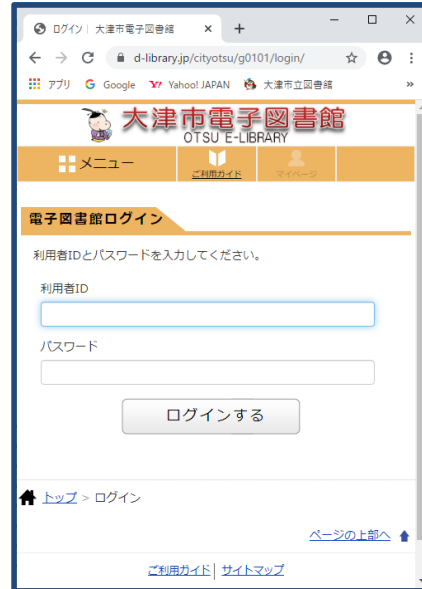 ログイン | 大津市電子図書館
d-library.jp/cityotsu/g0101/login/
アプリ Google Yahoo! JAPAN 大津市立図書館 »
大津市電子図書館
OTSU E-LIBRARY
メニュー ご利用ガイド マイページ
電子図書館ログイン
利用者IDとパスワードを入力してください。
利用者ID
パスワード
ログインする
トップ > ログイン
ページの上部へ
ご利用ガイド | サイトマップ